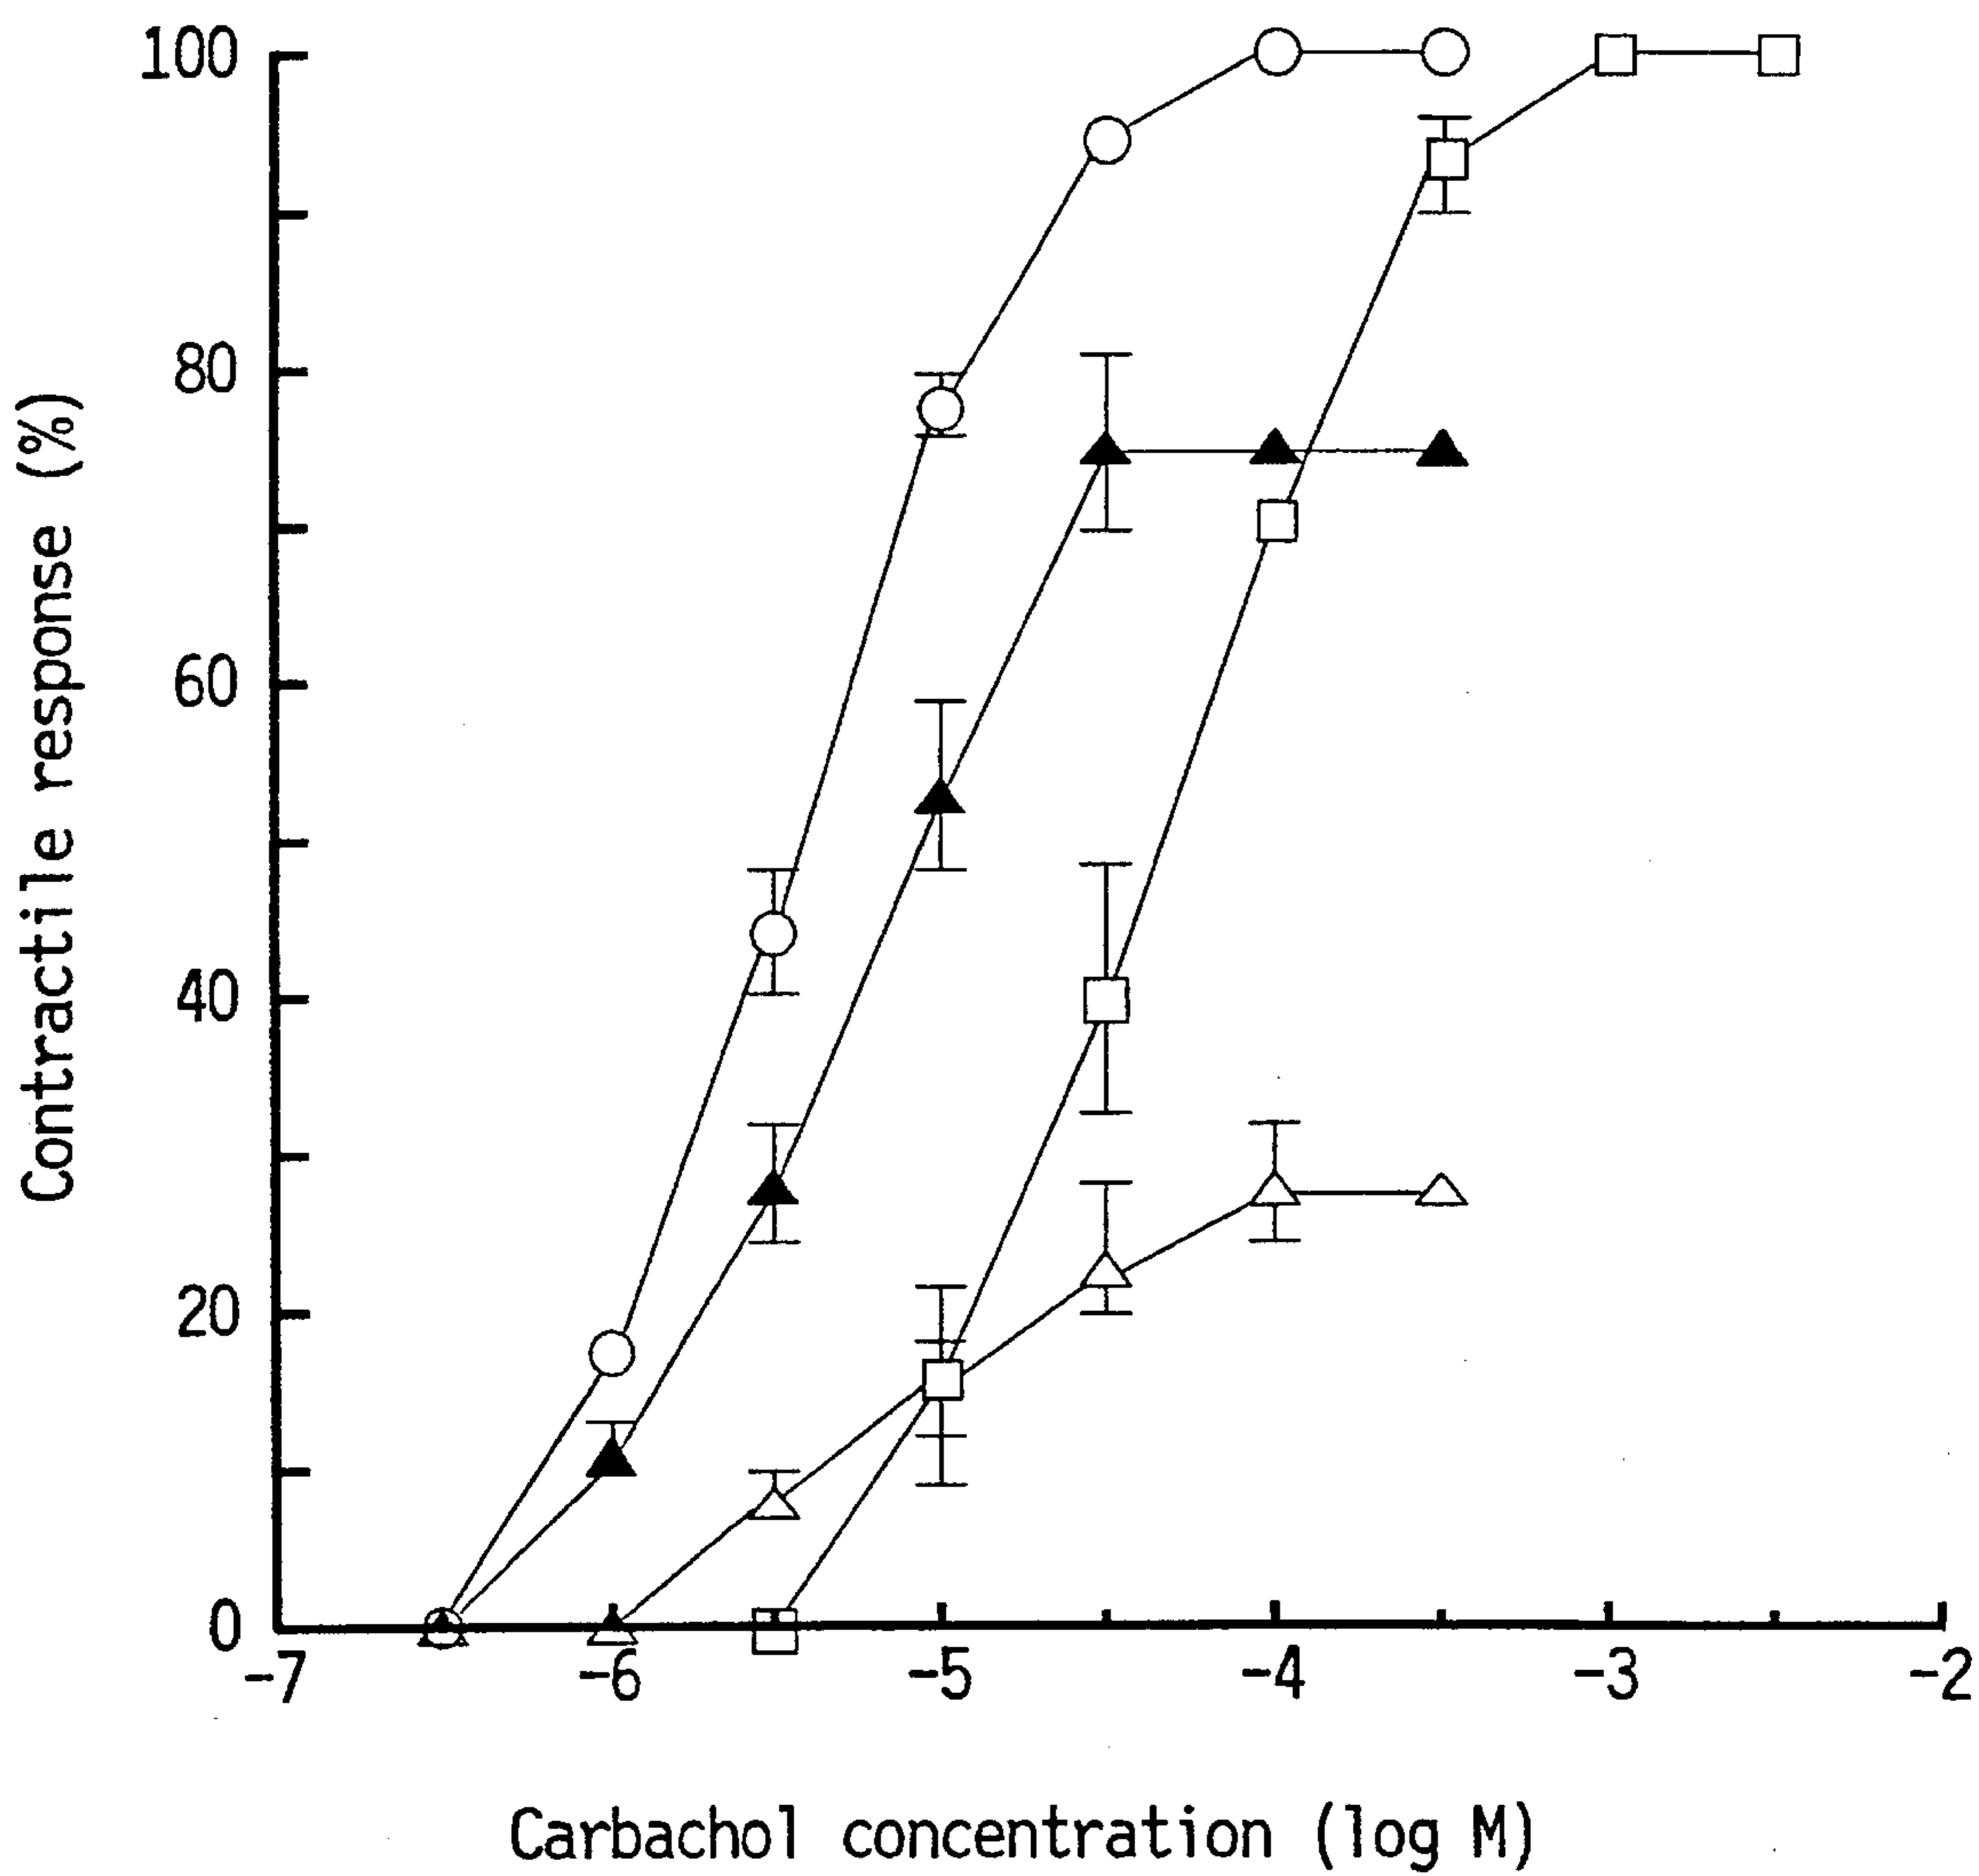 Contractile response (%)
100
80
60
40
20
0
-7 -6 -5 -4 -3 -2
Carbachol concentration (log M)